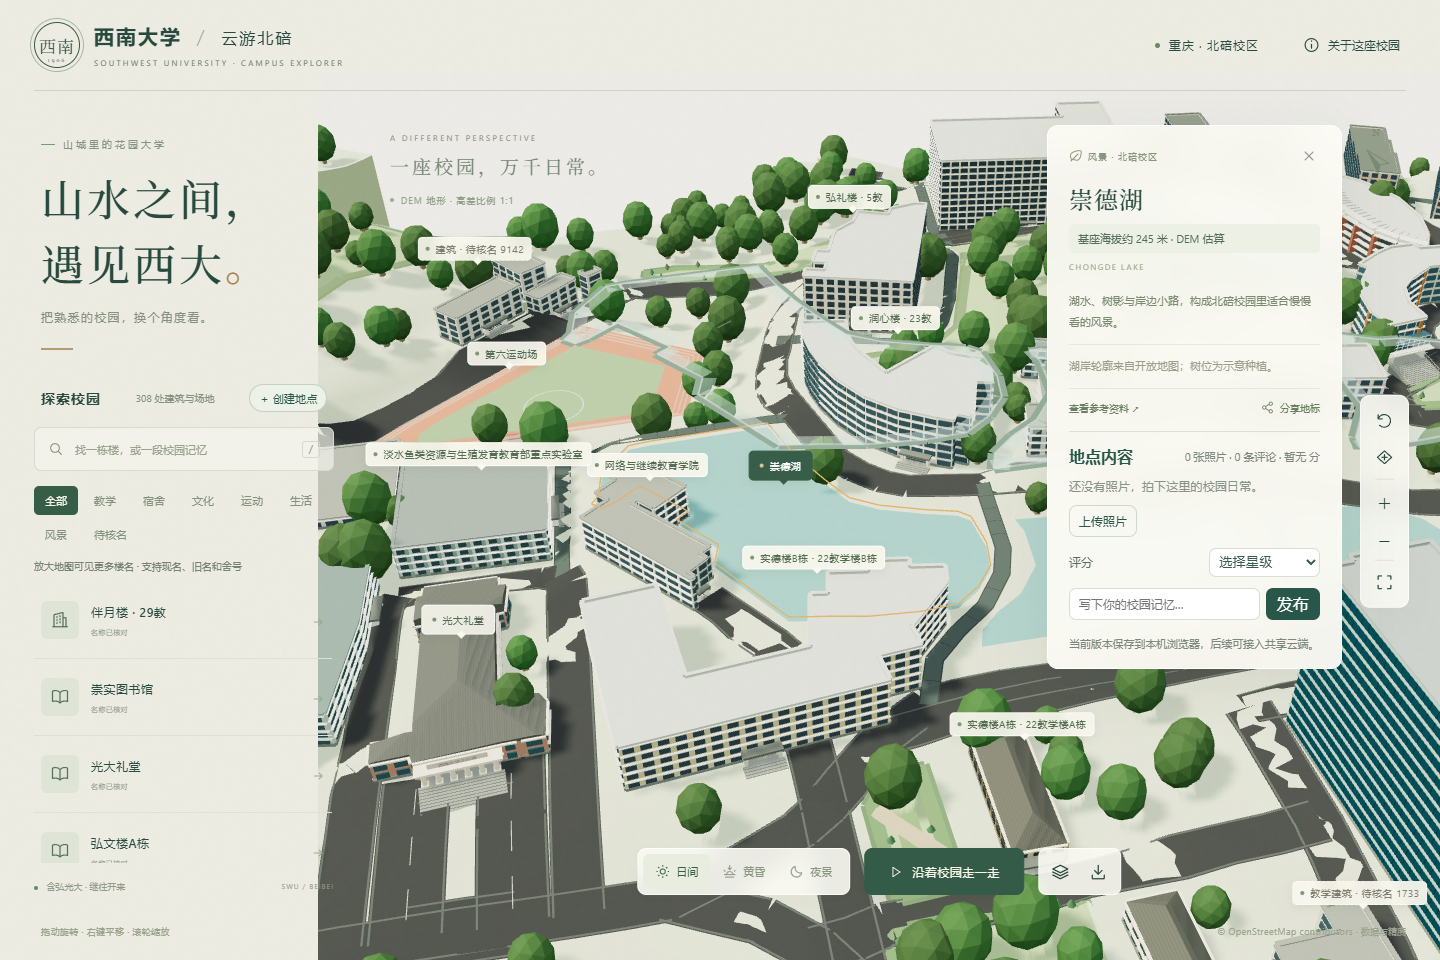 西南
1906
西南大学 / 云游北碚
SOUTHWEST UNIVERSITY · CAMPUS EXPLORER
重庆 · 北碚校区
关于这座校园
山城里的花园大学
山水之间，
遇见西大。
把熟悉的校园，换个角度看。
探索校园
308 处建筑与场地
+ 创建地点
找一栋楼，或一段校园记忆
/
全部
教学
宿舍
文化
运动
生活
风景
待核名
放大地图可见更多楼名 · 支持现名、旧名和舍号
伴月楼 · 29教
名称已核对
崇实图书馆
名称已核对
光大礼堂
名称已核对
弘文楼A栋
含弘光大 · 继往开来
SWU / BEIBEI
拖动旋转 · 右键平移 · 滚轮缩放
A DIFFERENT PERSPECTIVE
一座校园，万千日常。
DEM 地形 · 高差比例 1:1
弘礼楼 · 5教
建筑 · 待核名 9142
润心楼 · 23教
第六运动场
淡水鱼类资源与生殖发育教育部重点实验室
网络与继续教育学院
崇德湖
实德楼B栋 · 22教学楼B栋
光大礼堂
实德楼A栋 · 22教学楼A栋
教学建筑 · 待核名 1733
日间
黄昏
夜景
沿着校园走一走
风景 · 北碚校区
崇德湖
基座海拔约 245 米 · DEM 估算
CHONGDE LAKE
湖水、树影与岸边小路，构成北碚校园里适合慢慢
看的风景。
湖岸轮廓来自开放地图；树位为示意种植。
查看参考资料 ↗
分享地标
地点内容
0 张照片 · 0 条评论 · 暂无 分
还没有照片，拍下这里的校园日常。
上传照片
评分
选择星级
写下你的校园记忆...
发布
当前版本保存到本机浏览器，后续可接入共享云端。
© OpenStreetMap contributors · 数据与精度